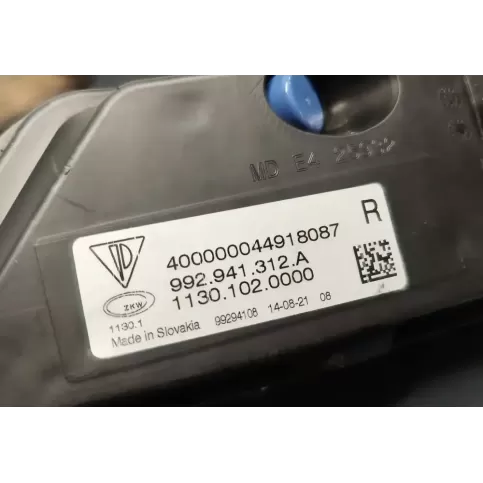 MD E4
400000044918087 R
992.941.312.A
1130.102.0000
ZKW
1130.1
Made in Slovakia 99294108 14-08-21 08